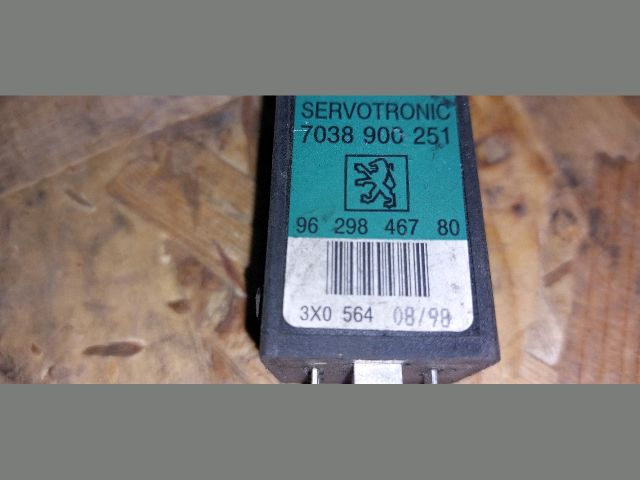 SERVOTRONIC
7038 900 251
96 298 467 80
3X0 564 08/98